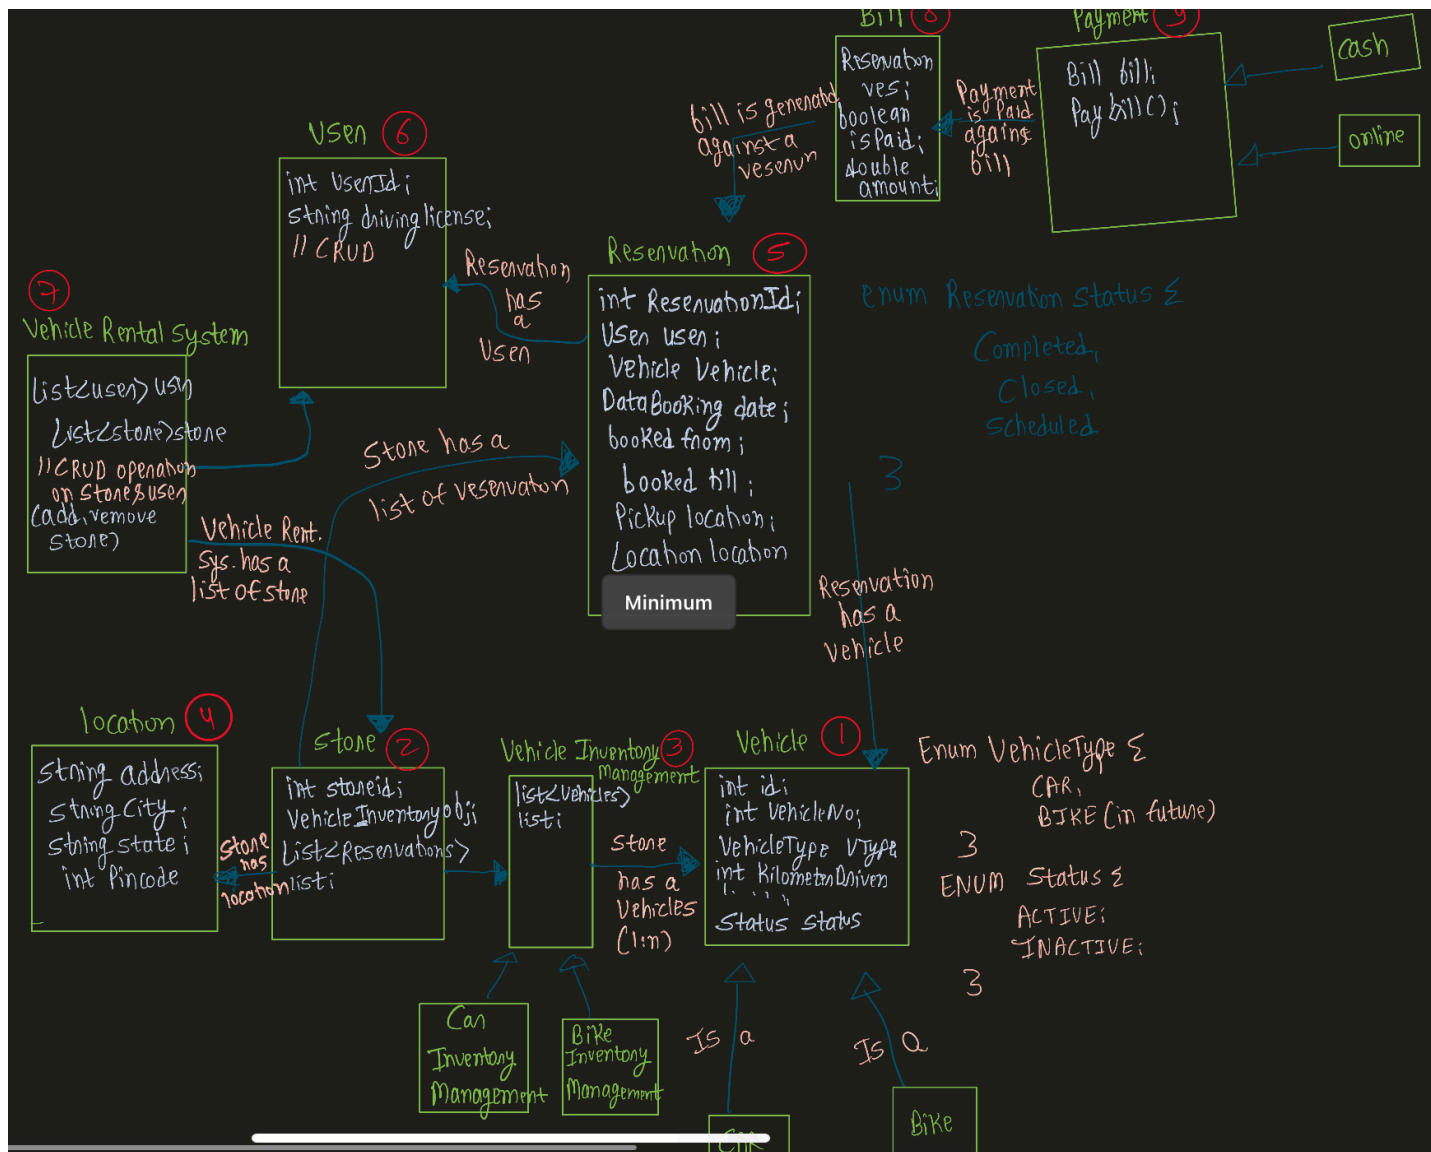 Bill 8
Reservation
res;
boolean
isPaid;
double
amount;
Payment 9
Bill bill;
Pay bill();
cash
online
Payment
is Paid
against
bill
bill is generated
against a
User 6
int UserId;
string driving license;
// CRUD
Reservation
has
a
User
Reservation 5
int ReservationId;
User user;
Vehicle Vehicle;
Data Booking date;
booked from;
booked till;
Pickup location;
Location location
Minimum
enum Reservation Status {
Completed,
Closed,
Scheduled
}
7
Vehicle Rental System
List<user> user
List<store> store
// CRUD operation
on store & user
(add, remove
store)
Vehicle Rent.
Sys. has a
list of store
Store has a
list of reservation
Reservation
has a
vehicle
location 4
String address;
String City;
String state;
int Pincode
Store
has
location
store 2
int storeid;
Vehicle Inventory obj;
List<Reservations>
list;
Vehicle Inventory 3
Management
list<Vehicles>
list;
Store
has a
Vehicles
(1:n)
Vehicle 1
int id;
int VehicleNo;
VehicleType VType
int KilometerDriven
Status status
Enum VehicleType {
CAR,
BIKE (in future)
}
ENUM Status {
ACTIVE;
INACTIVE;
}
Car
Inventory
Management
Bike
Inventory
Management
Is a
Is a
CAR
Bike